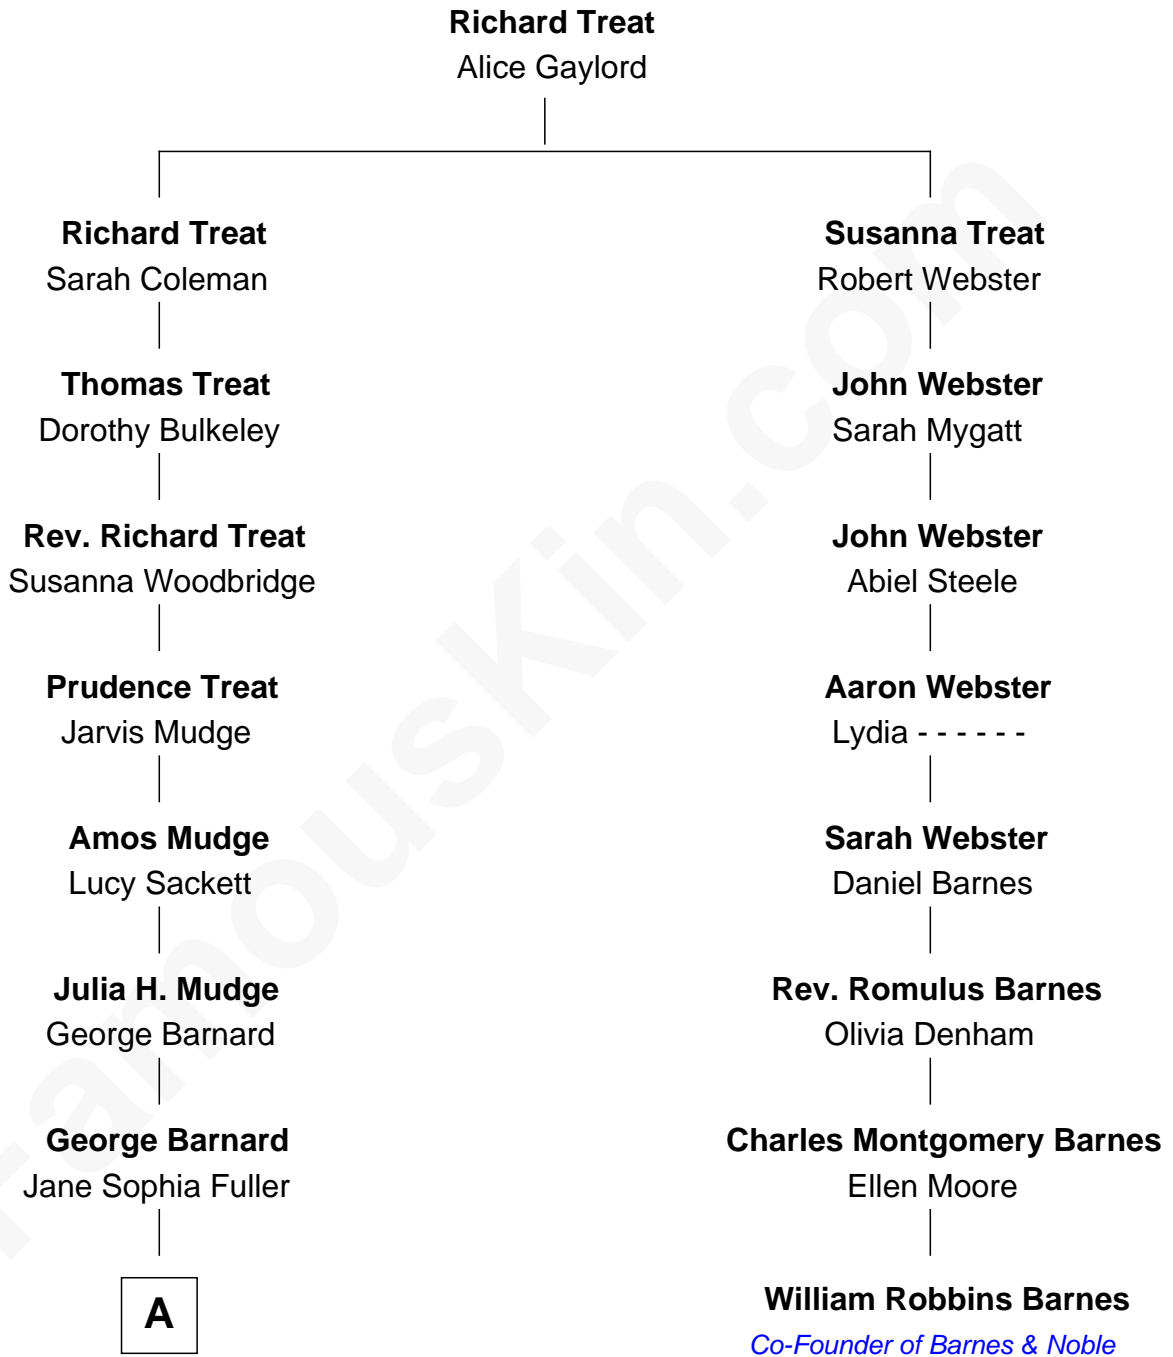 Richard Treat
Alice Gaylord
Richard Treat
Sarah Coleman
Susanna Treat
Robert Webster
Thomas Treat
Dorothy Bulkeley
John Webster
Sarah Mygatt
Rev. Richard Treat
Susanna Woodbridge
John Webster
Abiel Steele
Prudence Treat
Jarvis Mudge
Aaron Webster
Lydia - - - - - -
Amos Mudge
Lucy Sackett
Sarah Webster
Daniel Barnes
Julia H. Mudge
George Barnard
Rev. Romulus Barnes
Olivia Denham
George Barnard
Jane Sophia Fuller
Charles Montgomery Barnes
Ellen Moore
A
William Robbins Barnes
Co-Founder of Barnes & Noble
FamousKin.com